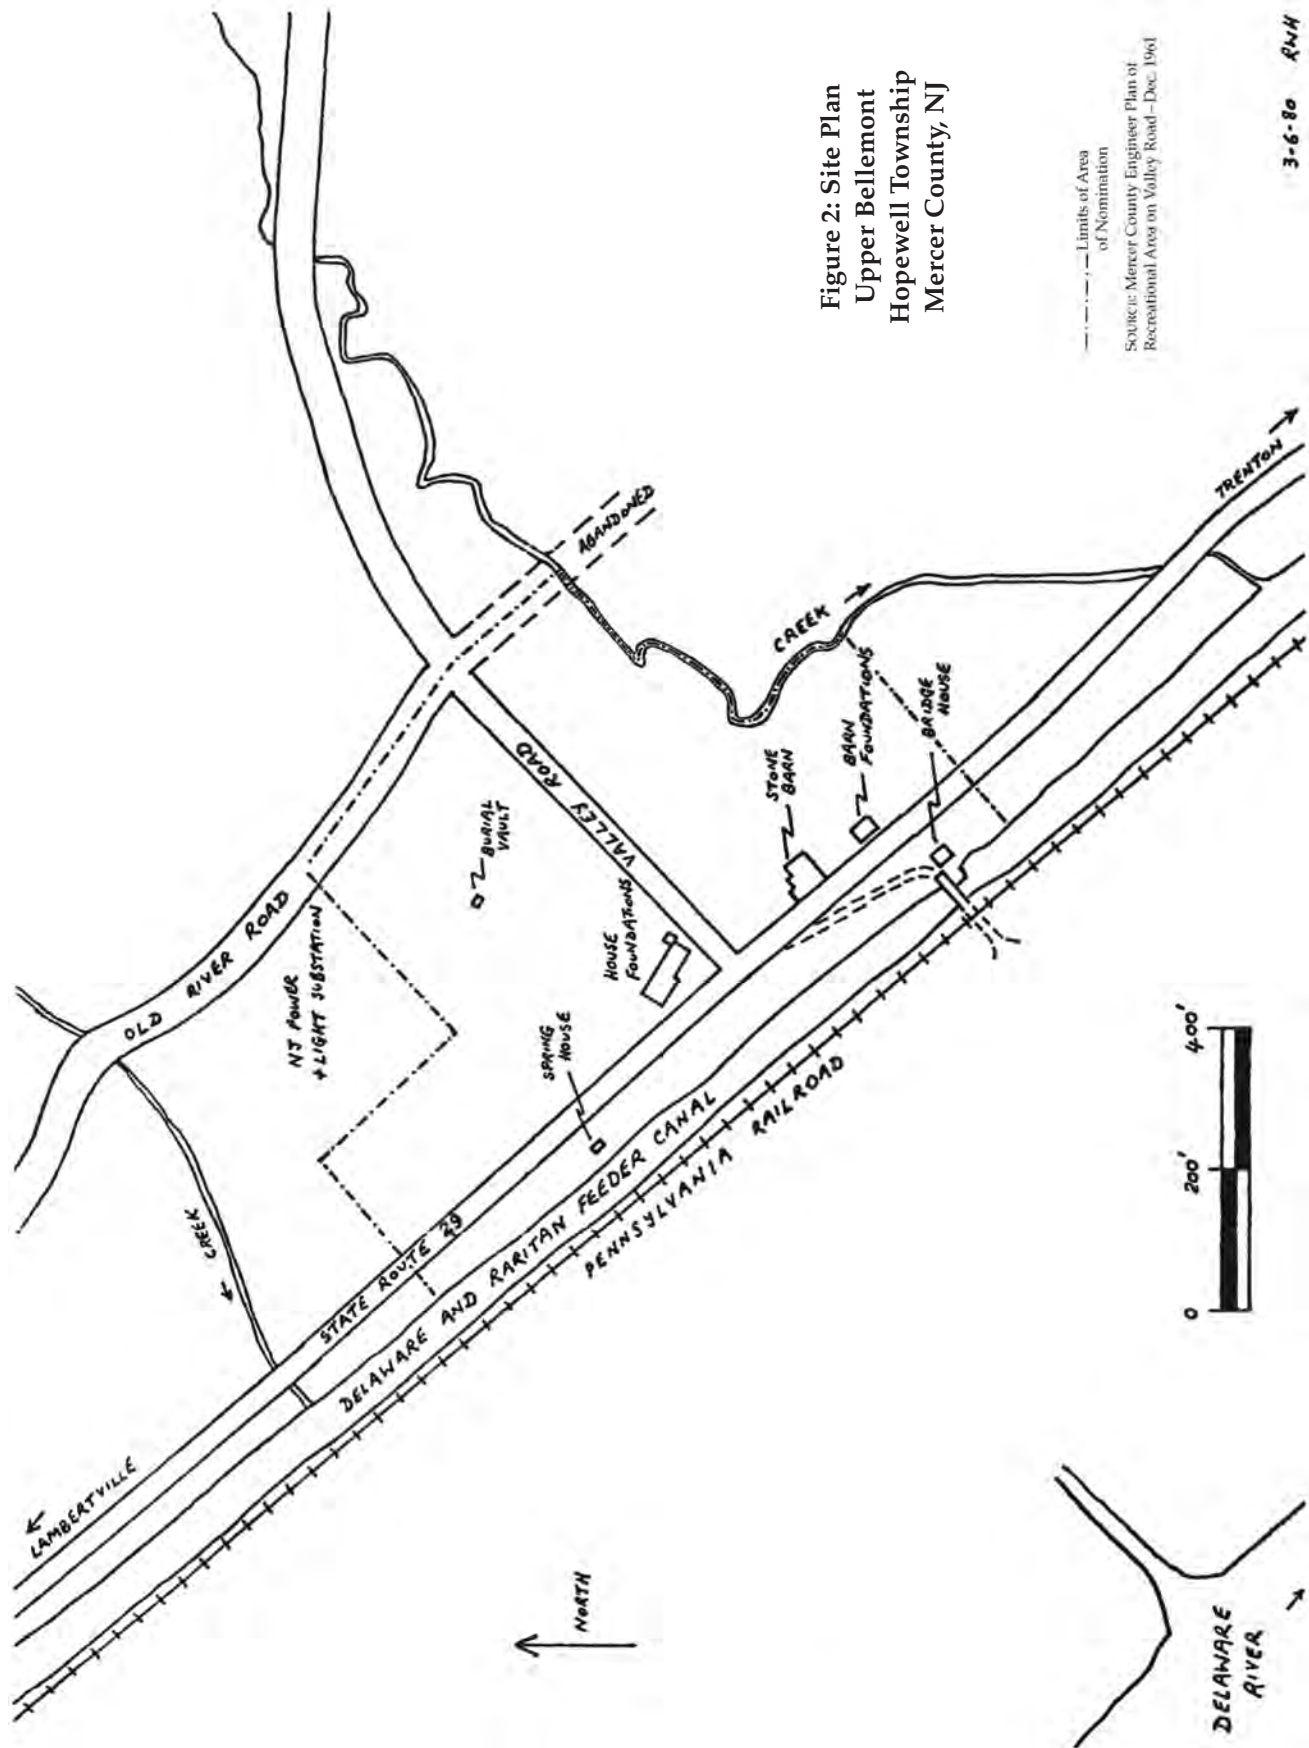 Figure 2: Site Plan
Upper Bellemont
Hopewell Township
Mercer County, NJ
Limits of Area
of Nomination
SOURCE: Mercer County Engineer Plan of
Recreational Area on Valley Road–Dec. 1961
3-6-80 RWH
LAMBERTVILLE
CREEK
OLD RIVER ROAD
NJ POWER
+ LIGHT SUBSTATION
BURIAL
VAULT
ABANDONED
VALLEY ROAD
HOUSE
FOUNDATIONS
SPRING
HOUSE
STATE ROUTE 29
DELAWARE AND RARITAN FEEDER CANAL
PENNSYLVANIA RAILROAD
STONE
BARN
BARN
FOUNDATIONS
BRIDGE
HOUSE
CREEK
TRENTON
NORTH
0 200' 400'
DELAWARE
RIVER